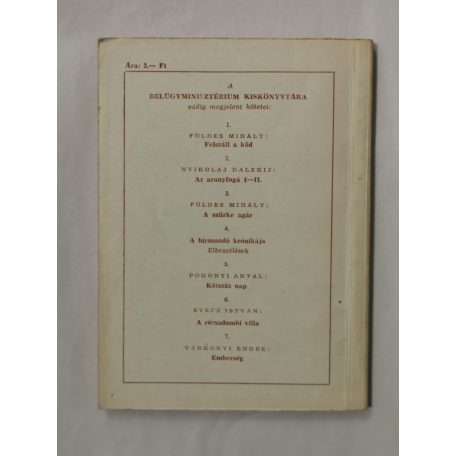 Ára: 3.— Ft
A
BELÜGYMINISZTÉRIUM KISKÖNYVTÁRA
eddig megjelent kötetei:
1.
FÖLDES MIHÁLY:
Felszáll a köd
2.
NYIKOLAJ DALEKIJ:
Az aranyfogú I—II.
3.
FÖLDES MIHÁLY:
A szürke agár
4.
A hírmondó krónikája
Elbeszélések
5.
POGONYI ANTAL:
Kétszáz nap
6.
SVECZ ISTVÁN:
A rózsadombi villa
7.
VÁRKONYI ENDRE:
Emberség